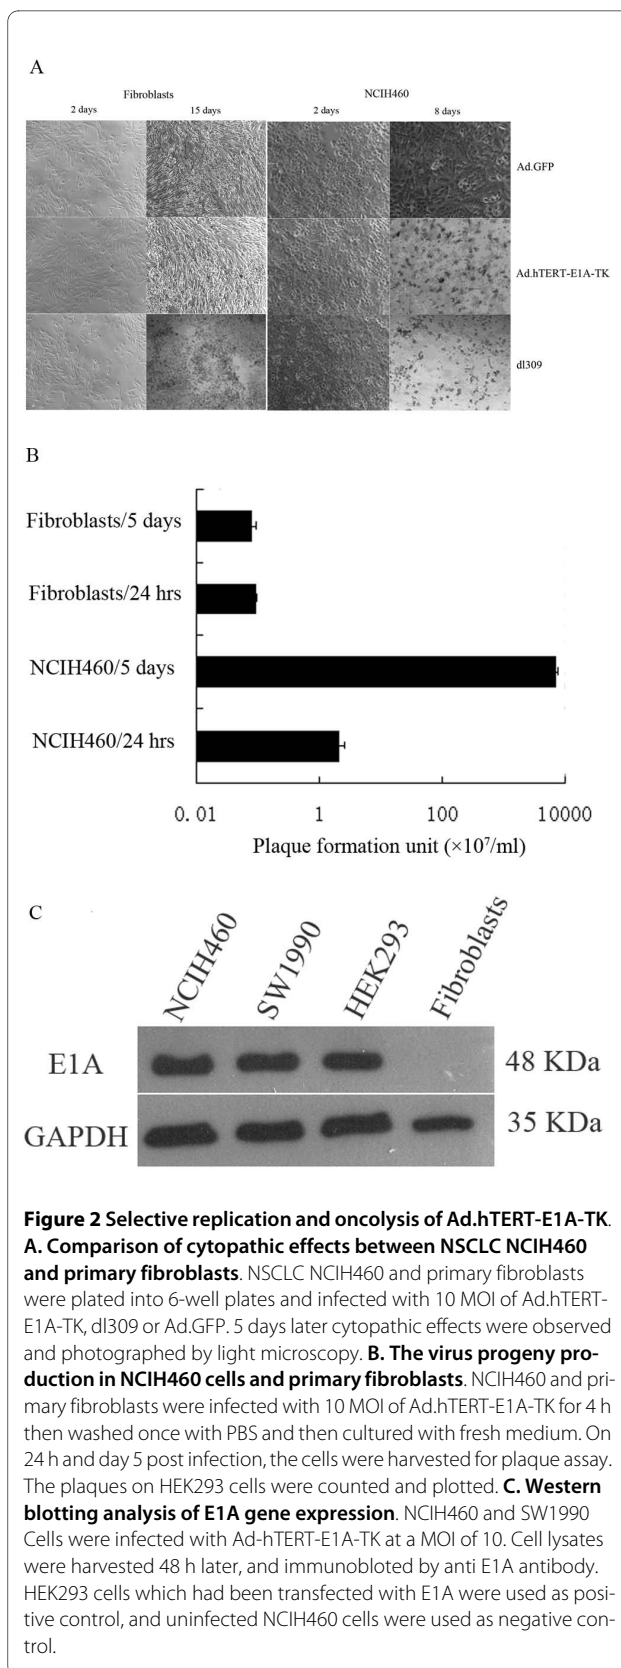 A
Fibroblasts NCIH460
2 days 15 days 2 days 8 days
Ad.GFP
Ad.hTERT-E1A-TK
dl309
B
Fibroblasts/5 days
Fibroblasts/24 hrs
NCIH460/5 days
NCIH460/24 hrs
0.01 1 100 10000
Plaque formation unit (×10⁷/ml)
C
NCIH460 SW1990 HEK293 Fibroblasts
E1A 48 KDa
GAPDH 35 KDa
Figure 2 Selective replication and oncolysis of Ad.hTERT-E1A-TK.
A. Comparison of cytopathic effects between NSCLC NCIH460
and primary fibroblasts. NSCLC NCIH460 and primary fibroblasts
were plated into 6-well plates and infected with 10 MOI of Ad.hTERT-
E1A-TK, dl309 or Ad.GFP. 5 days later cytopathic effects were observed
and photographed by light microscopy. B. The virus progeny pro-
duction in NCIH460 cells and primary fibroblasts. NCIH460 and pri-
mary fibroblasts were infected with 10 MOI of Ad.hTERT-E1A-TK for 4 h
then washed once with PBS and then cultured with fresh medium. On
24 h and day 5 post infection, the cells were harvested for plaque assay.
The plaques on HEK293 cells were counted and plotted. C. Western
blotting analysis of E1A gene expression. NCIH460 and SW1990
Cells were infected with Ad-hTERT-E1A-TK at a MOI of 10. Cell lysates
were harvested 48 h later, and immunobloted by anti E1A antibody.
HEK293 cells which had been transfected with E1A were used as posi-
tive control, and uninfected NCIH460 cells were used as negative con-
trol.